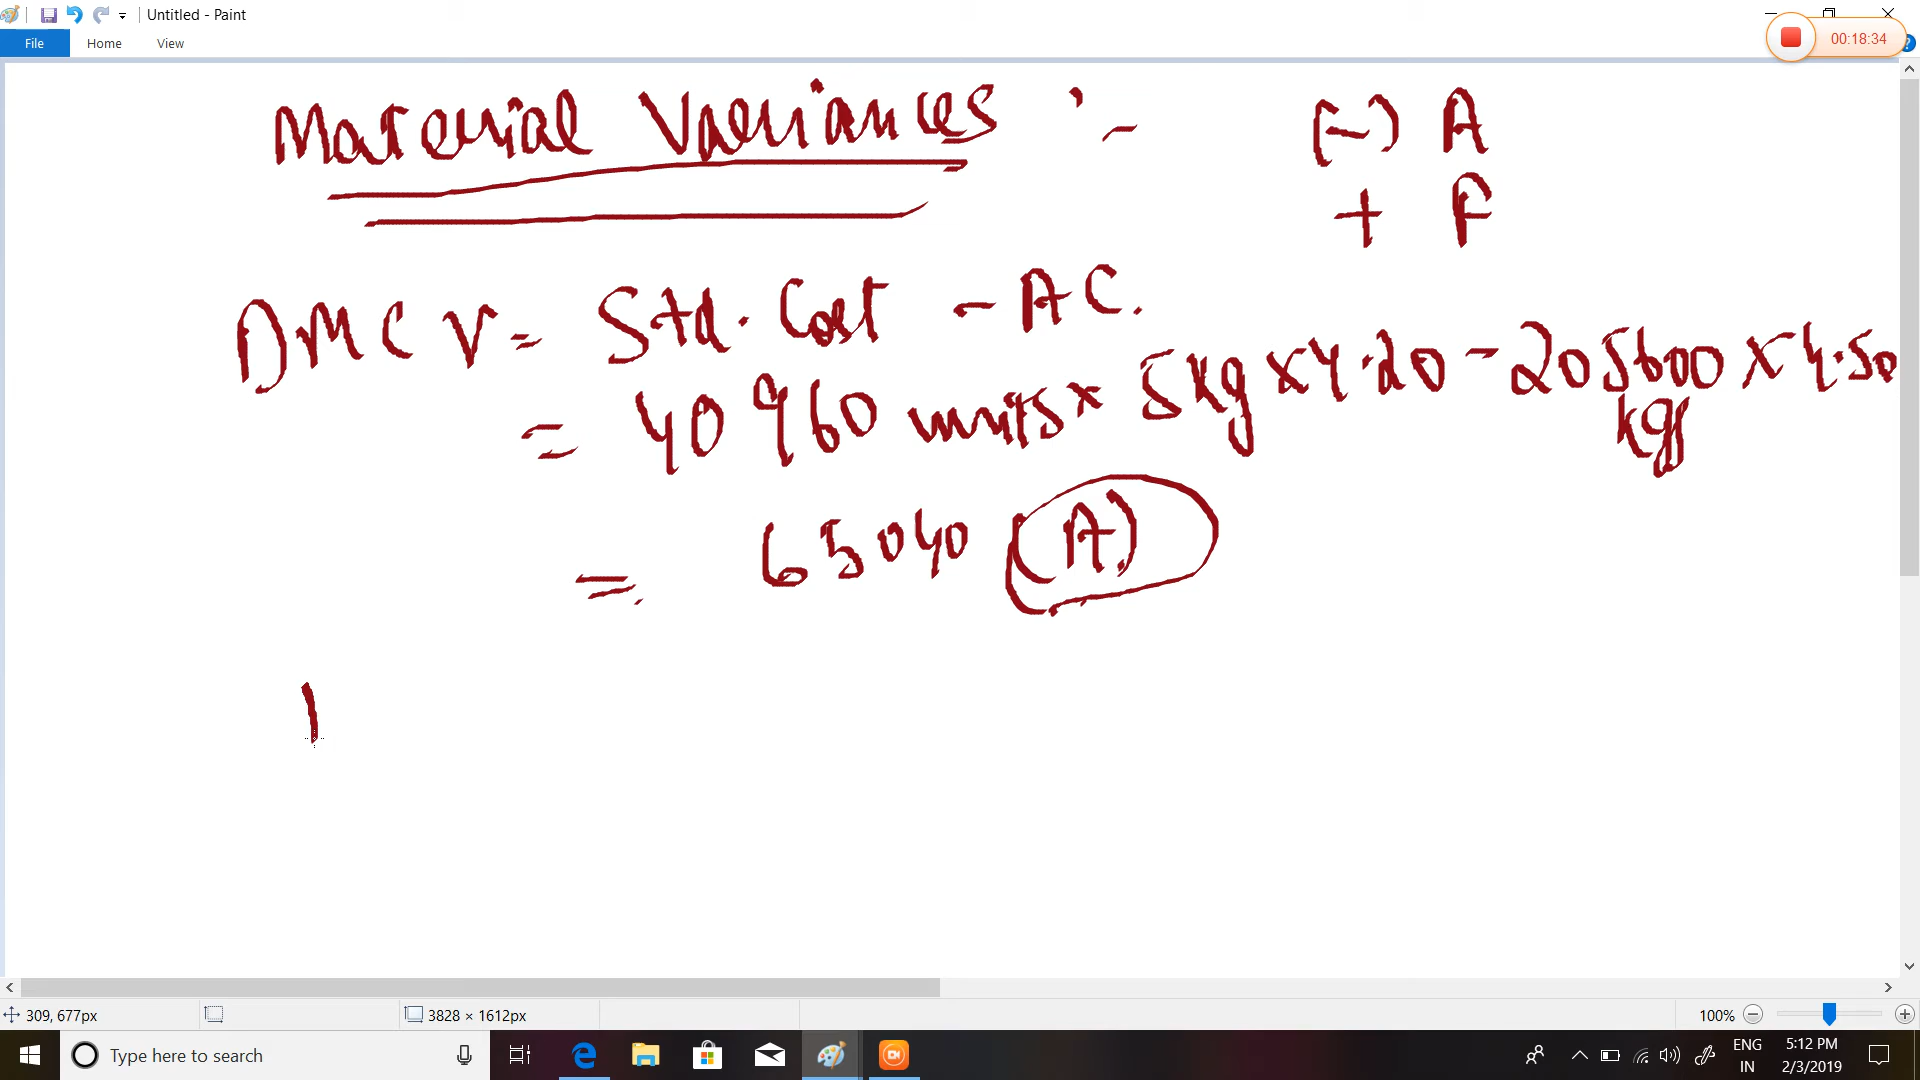 Untitled - Paint
00:18:34
File Home View
Material Variances :- (-) A
+ F
DMCV = Std. Cost - AC.
= 40960 units x 5kg x 4.20 - 205600 x 4.50
kgs
= 65040 (A)
309, 677px 3828 × 1612px 100%
Type here to search
ENG 5:12 PM
IN 2/3/2019